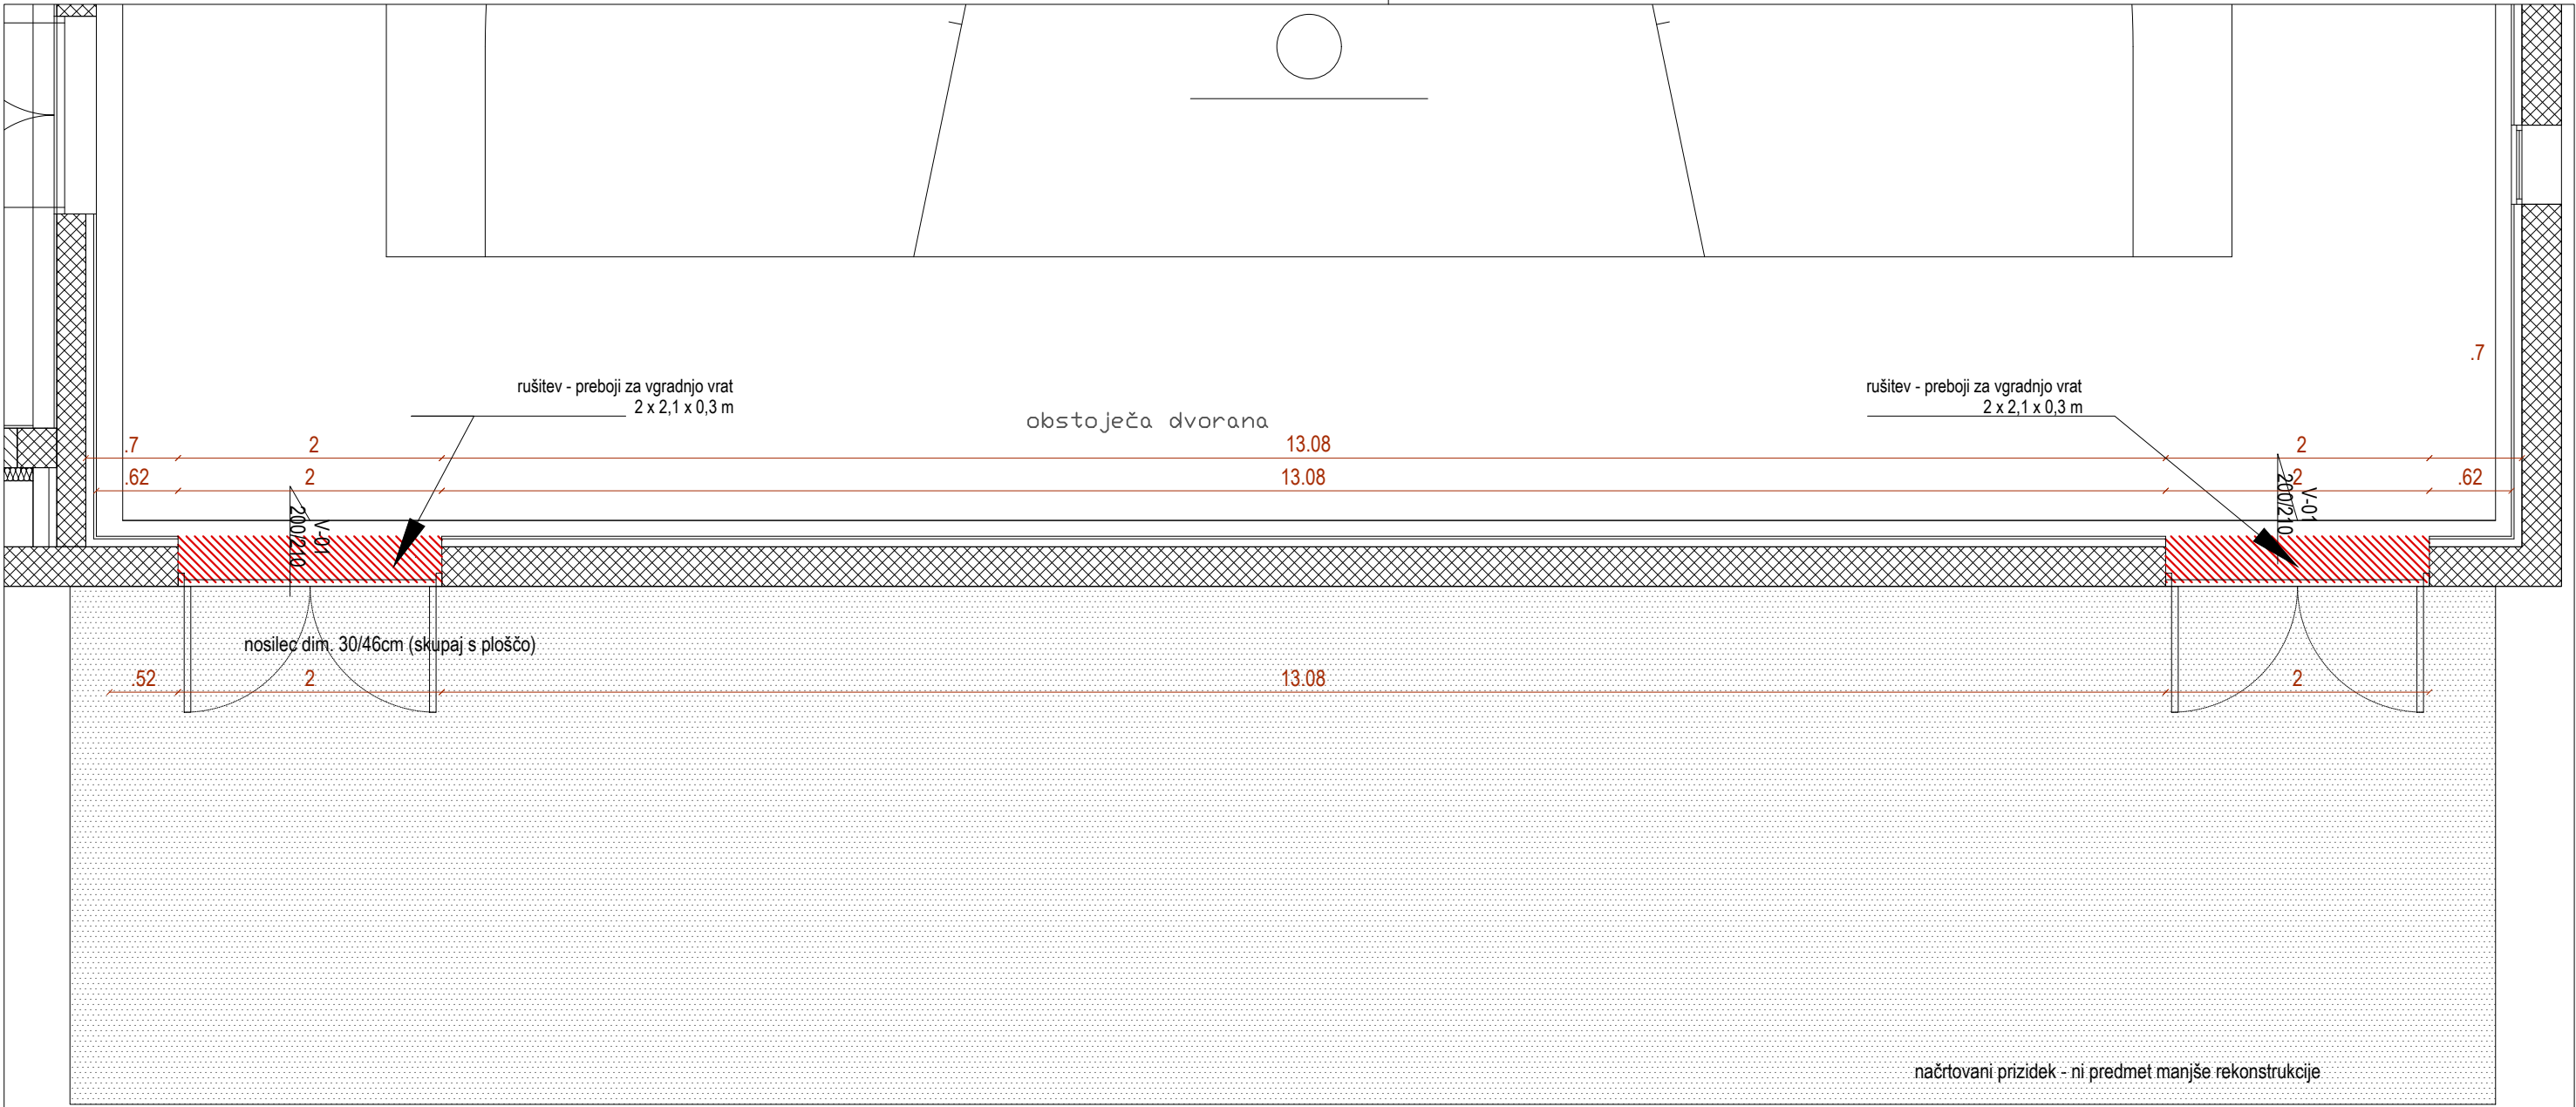 .7
rušitev - preboji za vgradnjo vrat
2 x 2,1 x 0,3 m
rušitev - preboji za vgradnjo vrat
2 x 2,1 x 0,3 m
obstoječa dvorana
.7
2
13.08
2
.62
2
13.08
2
.62
V-01
200/210
V-01
200/210
nosilec dim. 30/46cm (skupaj s ploščo)
.52
2
13.08
2
načrtovani prizidek - ni predmet manjše rekonstrukcije